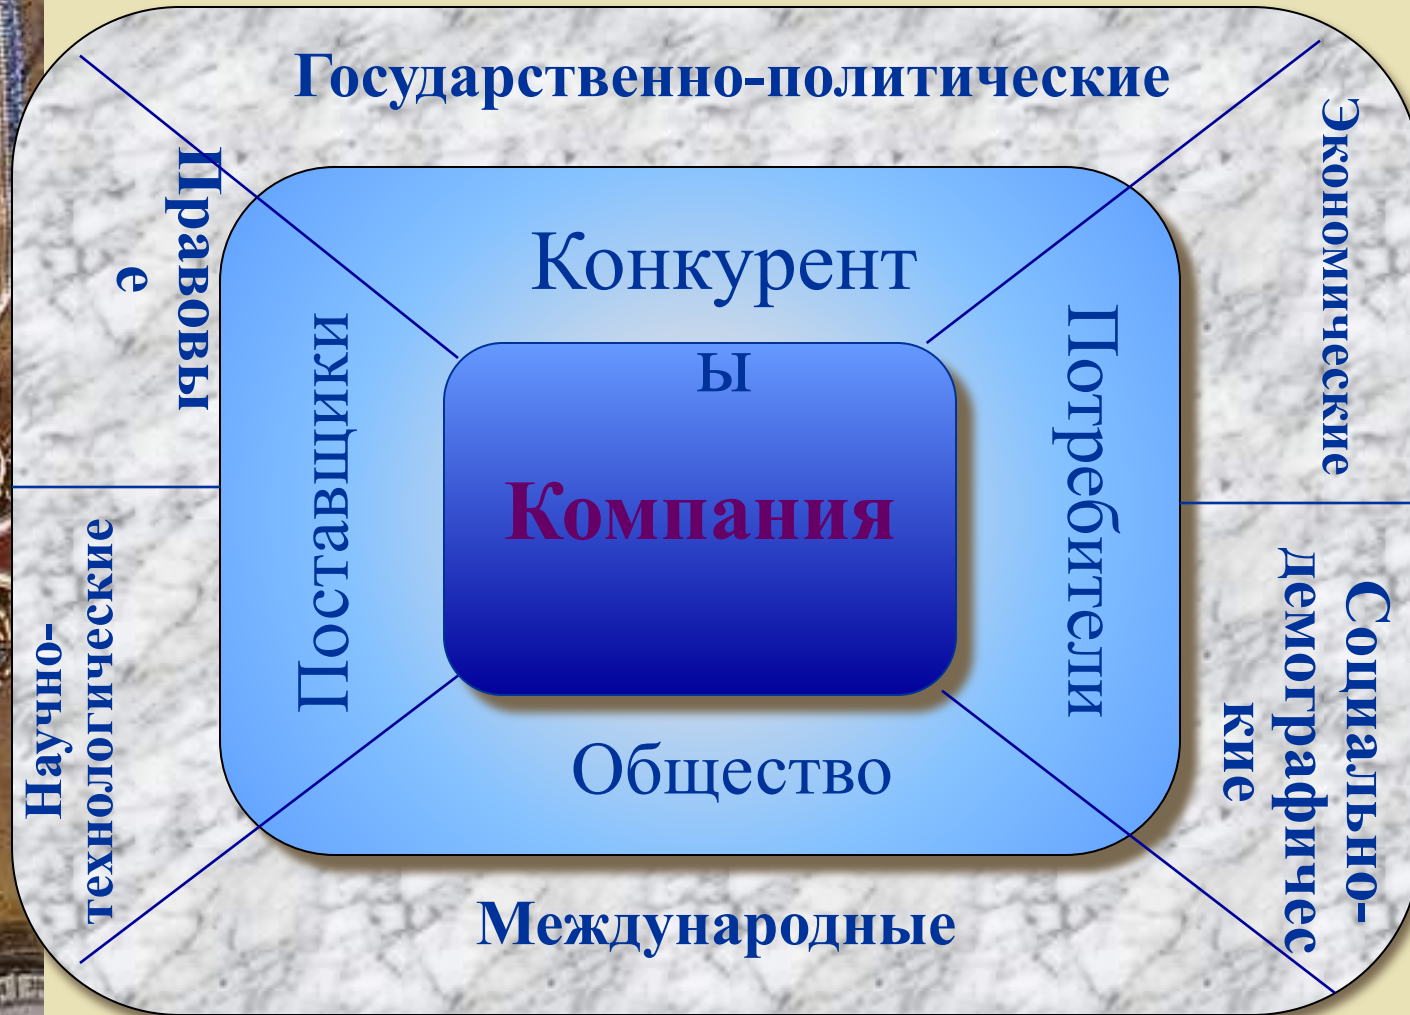 Государственно-политические
Правовы
е
Экономические
Конкурент
ы
Поставщики
Потребители
Компания
Научно-
технологические
Социально-
демографичес
кие
Общество
Международные